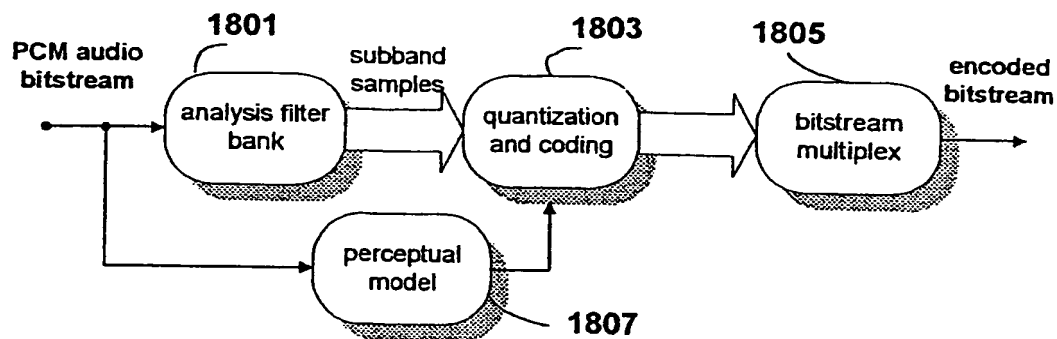 1801
1803
1805
PCM audio
bitstream
subband
samples
encoded
bitstream
analysis filter
bank
quantization
and coding
bitstream
multiplex
perceptual
model
1807